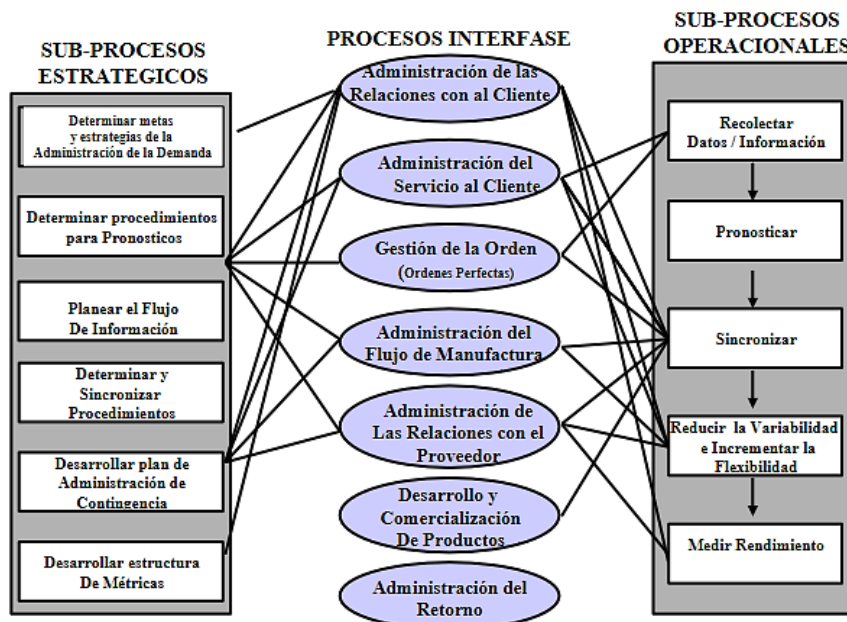 SUB-PROCESOS
ESTRATEGICOS
Determinar metas
y estrategias de la
Administración de la Demanda
Determinar procedimientos
para Pronosticos
Planear el Flujo
De Información
Determinar y
Sincronizar
Procedimientos
Desarrollar plan de
Administración de
Contingencia
Desarrollar estructura
De Métricas
PROCESOS INTERFASE
Administración de las
Relaciones con al Cliente
Administración del
Servicio al Cliente
Gestión de la Orden
(Ordenes Perfectas)
Administración del
Flujo de Manufactura
Administración de
Las Relaciones con el
Proveedor
Desarrollo y
Comercialización
De Productos
Administración del
Retorno
SUB-PROCESOS
OPERACIONALES
Recolectar
Datos / Información
Pronosticar
Sincronizar
Reducir la Variabilidad
e Incrementar la
Flexibilidad
Medir Rendimiento